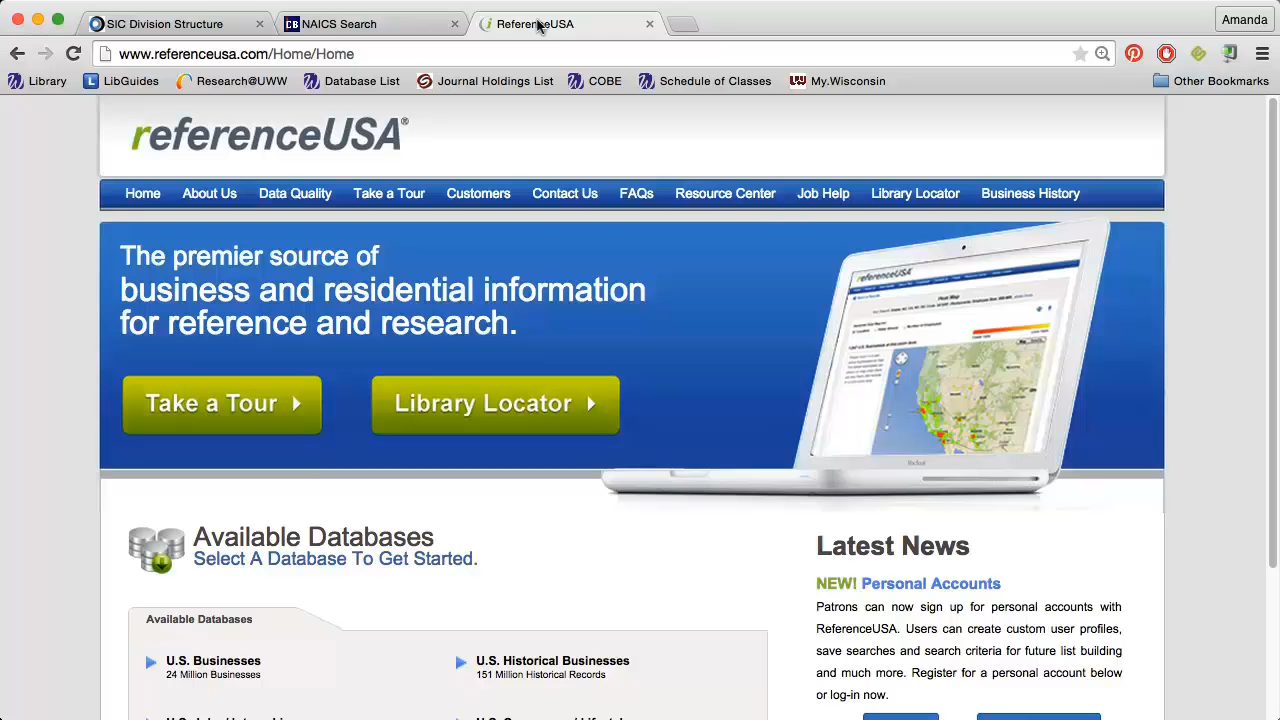 SIC Division Structure
NAICS Search
ReferenceUSA
Amanda
www.referenceusa.com/Home/Home
Library
LibGuides
Research@UWW
Database List
Journal Holdings List
COBE
Schedule of Classes
My.Wisconsin
Other Bookmarks
referenceUSA®
Home
About Us
Data Quality
Take a Tour
Customers
Contact Us
FAQs
Resource Center
Job Help
Library Locator
Business History
The premier source of
business and residential information
for reference and research.
Take a Tour
Library Locator
referenceUSA
Available Databases
Select A Database To Get Started.
Available Databases
U.S. Businesses
24 Million Businesses
U.S. Historical Businesses
151 Million Historical Records
Latest News
NEW! Personal Accounts
Patrons can now sign up for personal accounts with
ReferenceUSA. Users can create custom user profiles,
save searches and search criteria for future list building
and much more. Register for a personal account below
or log-in now.